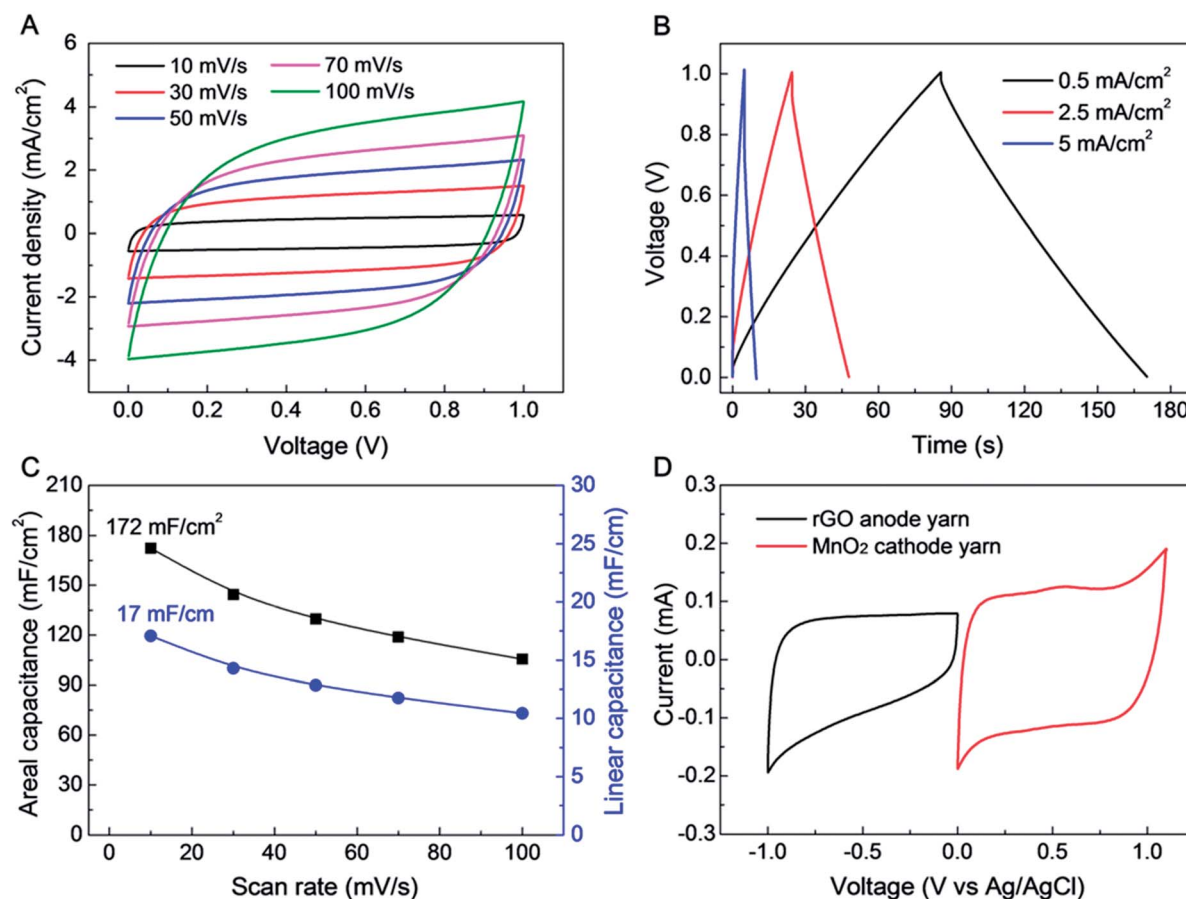 A
6
4
2
0
-2
-4
Current density (mA/cm²)
10 mV/s
30 mV/s
50 mV/s
70 mV/s
100 mV/s
0.0 0.2 0.4 0.6 0.8 1.0
Voltage (V)
B
1.0
0.8
0.6
0.4
0.2
0.0
Voltage (V)
0.5 mA/cm²
2.5 mA/cm²
5 mA/cm²
0 30 60 90 120 150 180
Time (s)
C
210
180
150
120
90
60
30
0
Areal capacitance (mF/cm²)
172 mF/cm²
17 mF/cm
30
25
20
15
10
5
0
Linear capacitance (mF/cm)
0 20 40 60 80 100
Scan rate (mV/s)
D
0.3
0.2
0.1
0.0
-0.1
-0.2
-0.3
Current (mA)
rGO anode yarn
MnO₂ cathode yarn
-1.0 -0.5 0.0 0.5 1.0
Voltage (V vs Ag/AgCl)